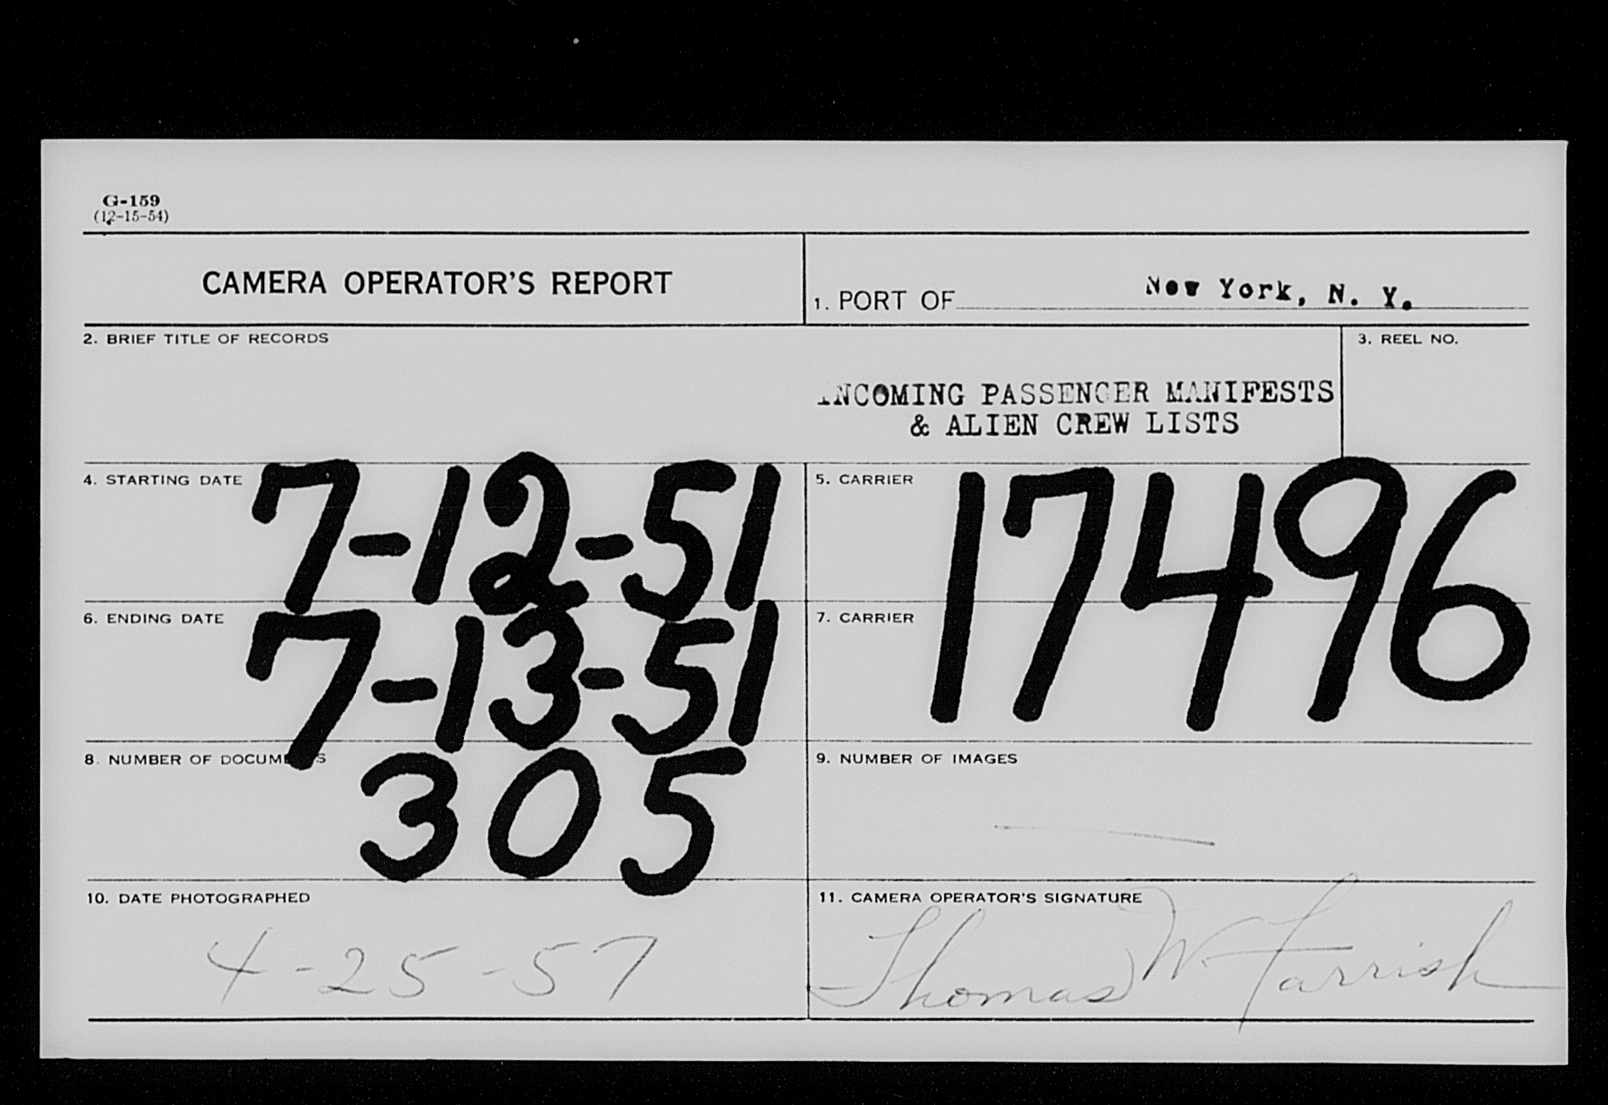 G-159
(12-15-54)
CAMERA OPERATOR'S REPORT
1. PORT OF New York, N. Y.
2. BRIEF TITLE OF RECORDS
3. REEL NO.
INCOMING PASSENGER MANIFESTS
& ALIEN CREW LISTS
4. STARTING DATE 7-12-51
5. CARRIER
17496
6. ENDING DATE 7-13-51
7. CARRIER
8. NUMBER OF DOCUMENTS
305
9. NUMBER OF IMAGES
10. DATE PHOTOGRAPHED
4-25-57
11. CAMERA OPERATOR'S SIGNATURE
Thomas W Farrish